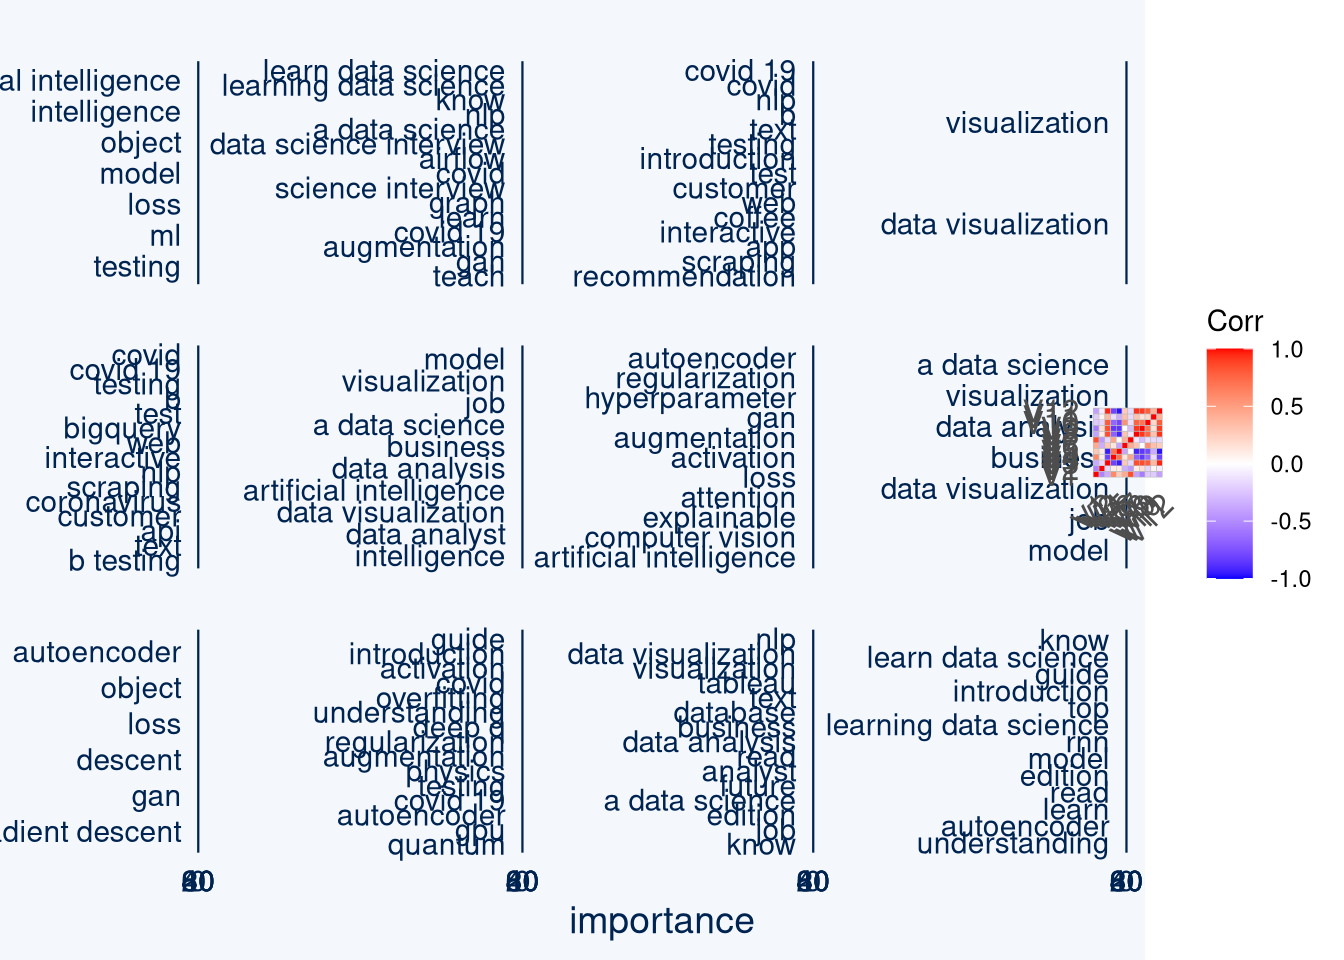 al intelligence
intelligence
object
model
loss
ml
testing
learn data science
learning data science
know
nlp
a data science
data science interview
airflow
covid
science interview
graph
learn
covid 19
augmentation
gan
teach
covid 19
covid
nlp
b
text
testing
introduction
test
customer
web
coffee
interactive
app
scraping
recommendation
visualization
data visualization
covid
covid 19
testing
b
test
bigquery
web
interactive
nlp
scraping
coronavirus
customer
api
text
b testing
model
visualization
job
a data science
business
data analysis
artificial intelligence
data visualization
data analyst
intelligence
autoencoder
regularization
hyperparameter
gan
augmentation
activation
loss
attention
explainable
computer vision
artificial intelligence
a data science
visualization
data analysis
business
data visualization
job
model
autoencoder
object
loss
descent
gan
adient descent
guide
introduction
activation
covid
overfitting
understanding
deep q
regularization
augmentation
physics
testing
covid 19
autoencoder
gpu
quantum
nlp
data visualization
visualization
tableau
text
database
business
data analysis
read
analyst
future
a data science
edition
job
know
know
learn data science
guide
introduction
top
learning data science
rnn
model
edition
read
learn
autoencoder
understanding
importance
Corr
1.0
0.5
0.0
-0.5
-1.0